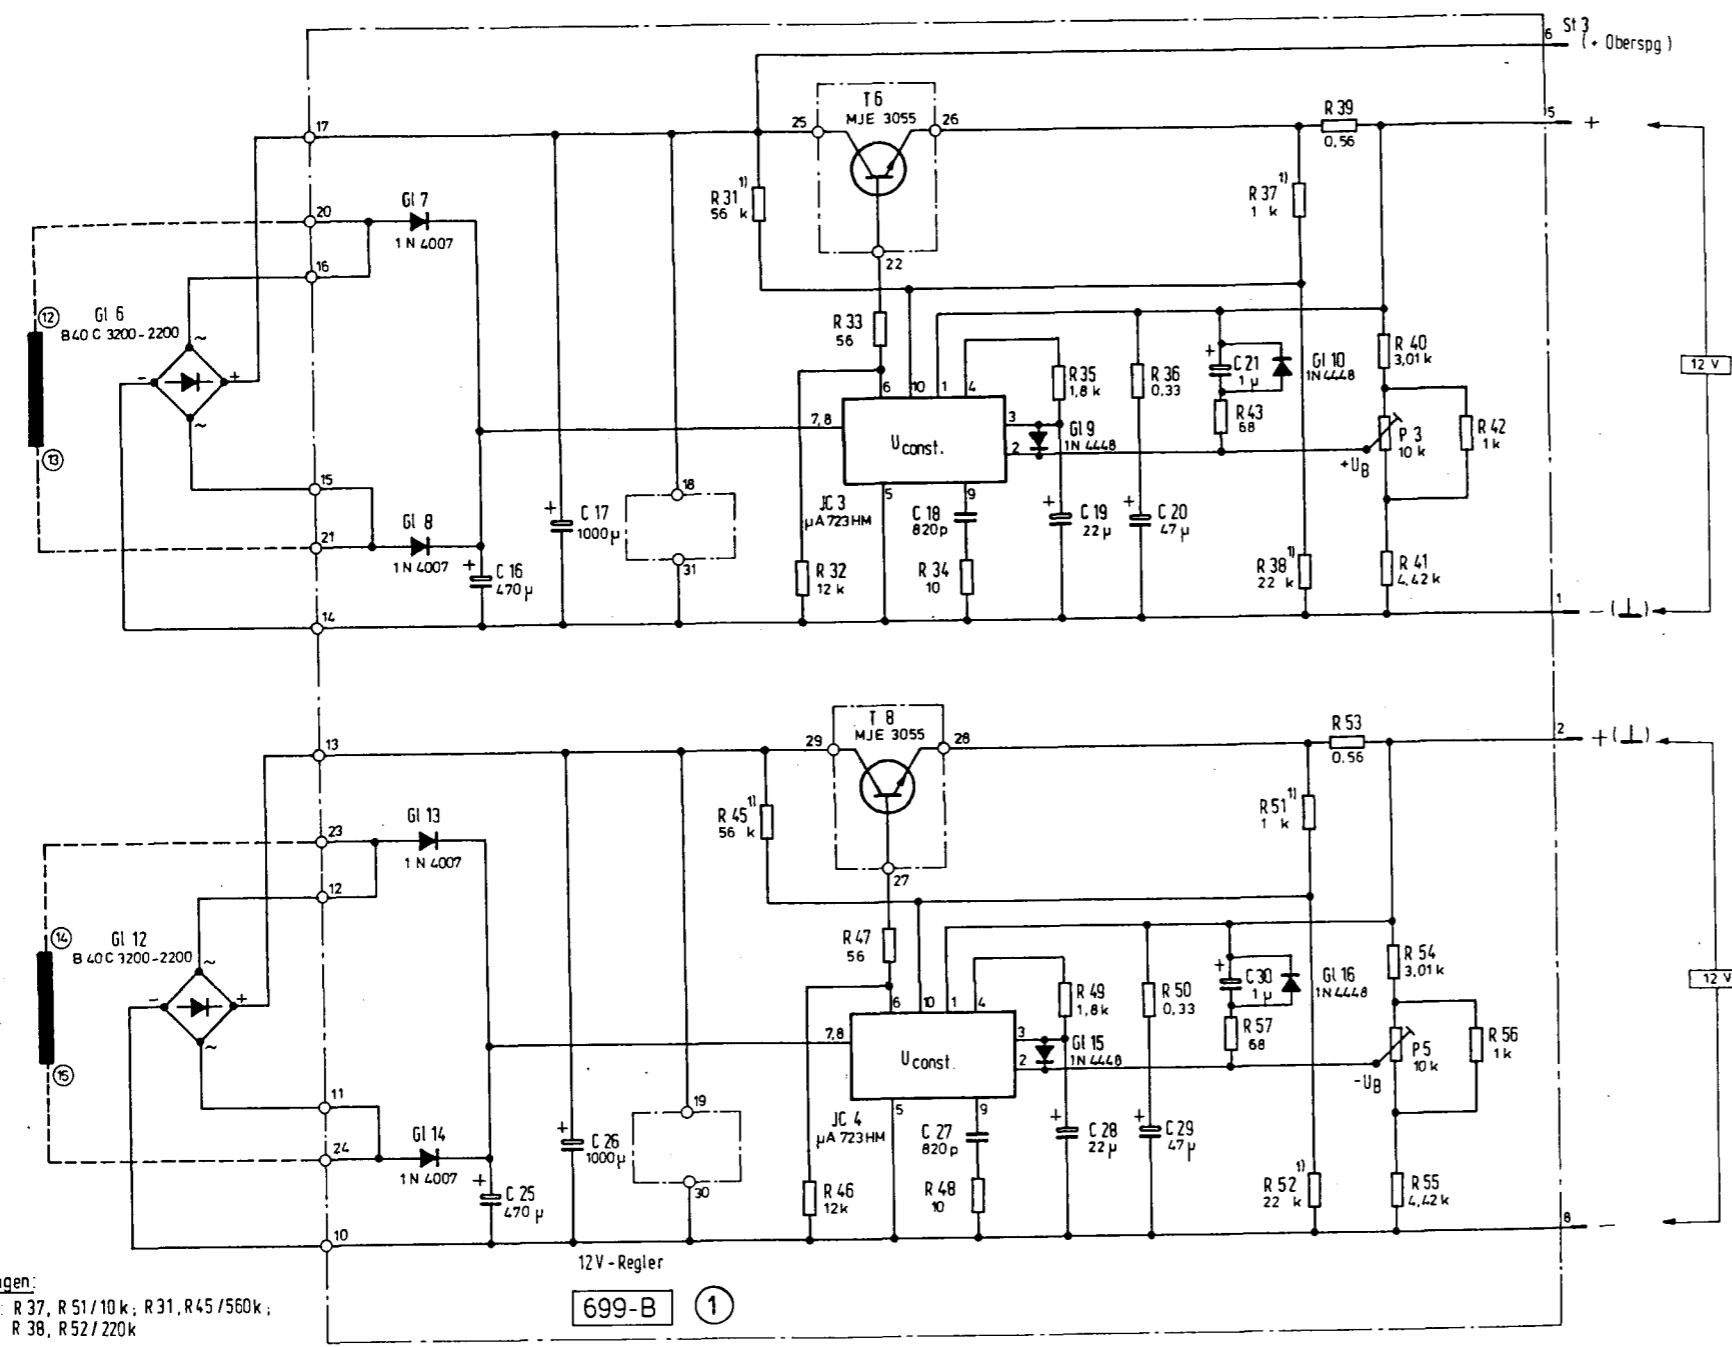 St 3
6
(+ Oberspg)
T 6
MJE 3055
25
26
R 39
0,56
5
+
17
R 31 1)
56 k
R 37 1)
1 k
20
Gl 7
1 N 4007
22
16
12
Gl 6
B40 C 3200-2200
~
-
+
~
13
R 33
56
R 35
1,8 k
R 36
0,33
+
C 21
1 µ
Gl 10
1N 4448
R 40
3,01 k
12 V
6
10
1
4
7,8
U const.
3
2
Gl 9
1N 4448
R 43
68
P 3
10 k
R 42
1 k
+UB
15
18
5
9
JC 3
µA 723 HM
+
C 17
1000 µ
C 18
820 p
+
C 19
22 µ
+
C 20
47 µ
21
Gl 8
1N 4007
31
+
C 16
470 µ
R 32
12 k
R 34
10
R 38 1)
22 k
R 41
4,42 k
14
1
- (⊥)
T 8
MJE 3055
29
28
R 53
0,56
2
+ (⊥)
13
R 45 1)
56 k
R 51 1)
1 k
23
Gl 13
1 N 4007
27
12
14
Gl 12
B 40 C 3200-2200
~
-
+
~
15
R 47
56
R 49
1,8 k
R 50
0,33
+
C 30
1 µ
Gl 16
1N 4448
R 54
3,01 k
12 V
6
10
1
4
7,8
U const.
3
2
Gl 15
1N 4448
R 57
68
P 5
10 k
R 56
1 k
-UB
11
19
5
9
JC 4
µA 723 HM
+
C 26
1000 µ
C 27
820 p
+
C 28
22 µ
+
C 29
47 µ
24
Gl 14
1N 4007
30
+
C 25
470 µ
R 46
12 k
R 48
10
R 52 1)
22 k
R 55
4,42 k
10
8
-
12 V - Regler
gen:
: R 37, R 51 / 10 k ; R 31, R 45 / 560 k ;
R 38, R 52 / 220 k
699-B
1